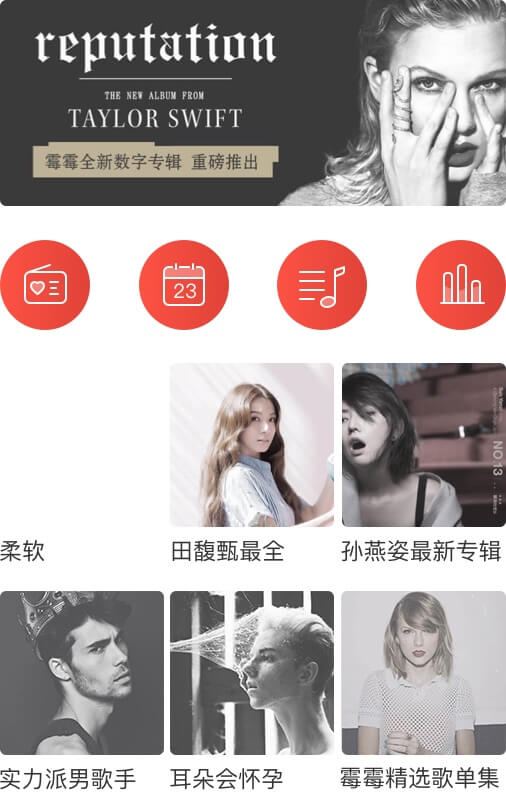 reputation
THE NEW ALBUM FROM
TAYLOR SWIFT
霉霉全新数字专辑 重磅推出
23
NO.13
柔软
田馥甄最全
孙燕姿最新专辑
实力派男歌手
耳朵会怀孕
霉霉精选歌单集